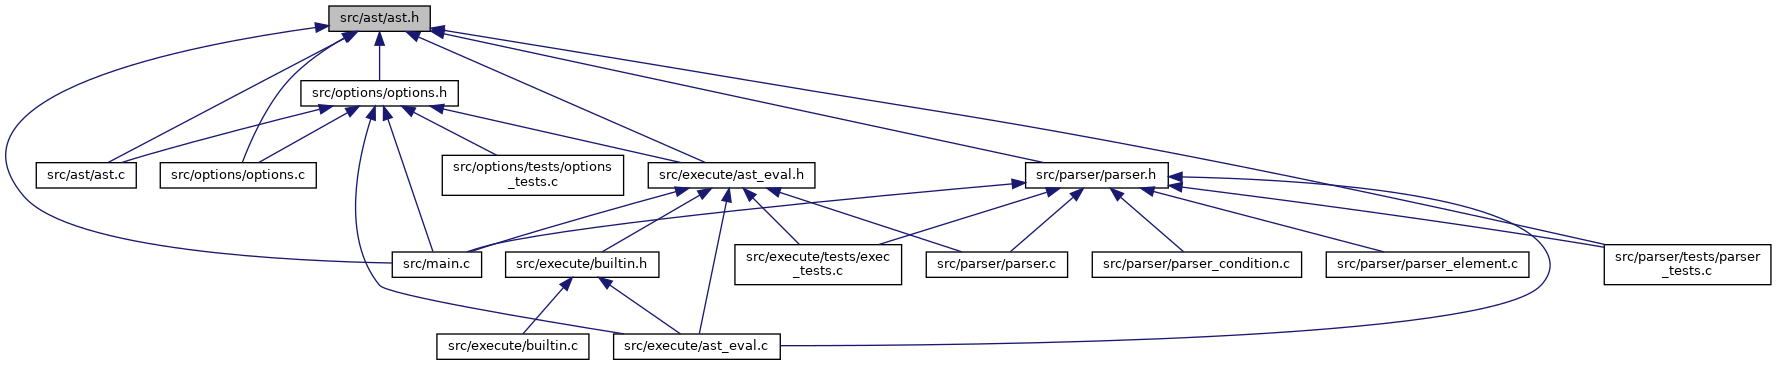 src/ast/ast.h
src/options/options.h
src/ast/ast.c
src/options/options.c
src/options/tests/options
_tests.c
src/execute/ast_eval.h
src/parser/parser.h
src/main.c
src/execute/builtin.h
src/execute/tests/exec
_tests.c
src/parser/parser.c
src/parser/parser_condition.c
src/parser/parser_element.c
src/parser/tests/parser
_tests.c
src/execute/builtin.c
src/execute/ast_eval.c